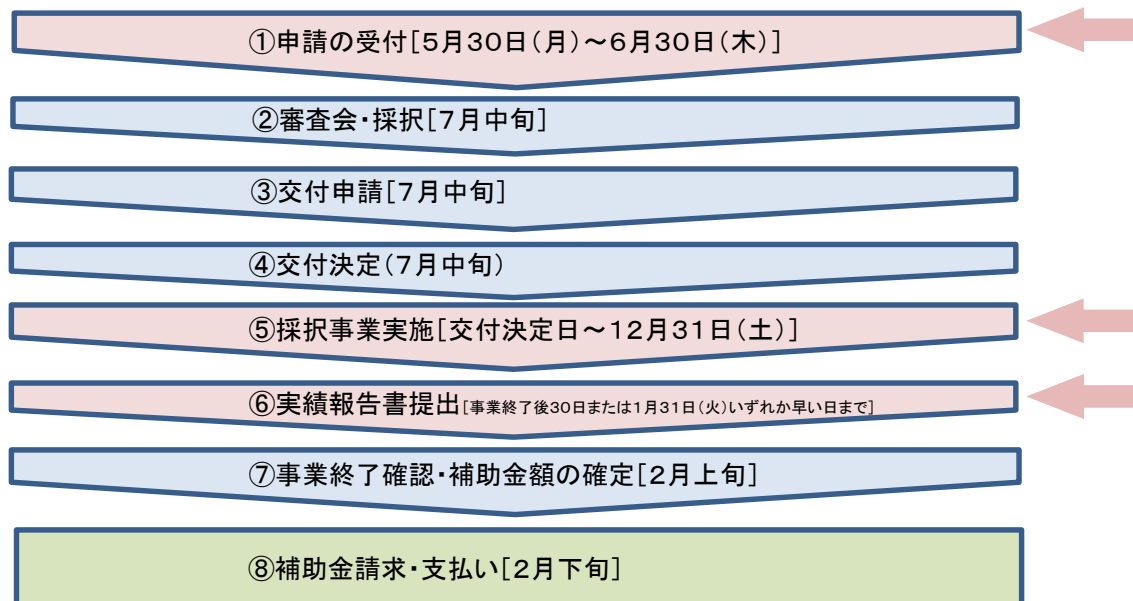 ①申請の受付[5月30日(月)～6月30日(木)]
②審査会・採択[7月中旬]
③交付申請[7月中旬]
④交付決定(7月中旬)
⑤採択事業実施[交付決定日～12月31日(土)]
⑥実績報告書提出[事業終了後30日または1月31日(火)いずれか早い日まで]
⑦事業終了確認・補助金額の確定[2月上旬]
⑧補助金請求・支払い[2月下旬]